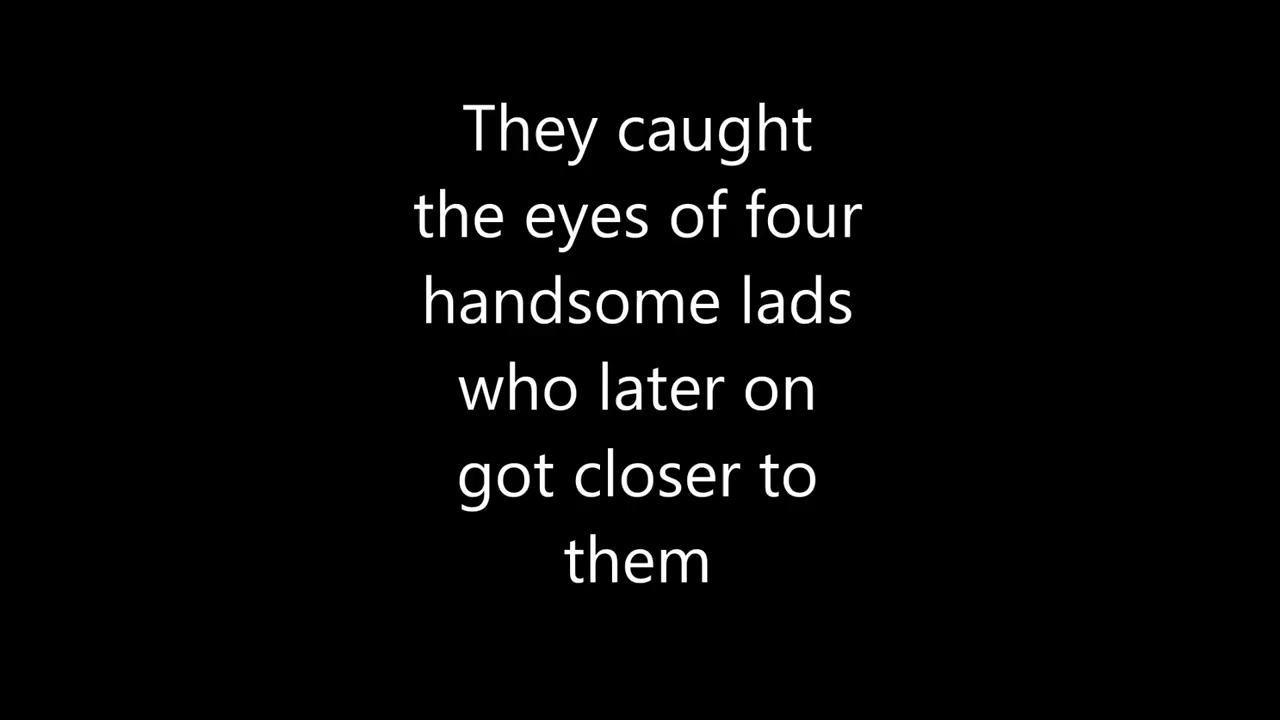 They caught
the eyes of four
handsome lads
who later on
got closer to
them